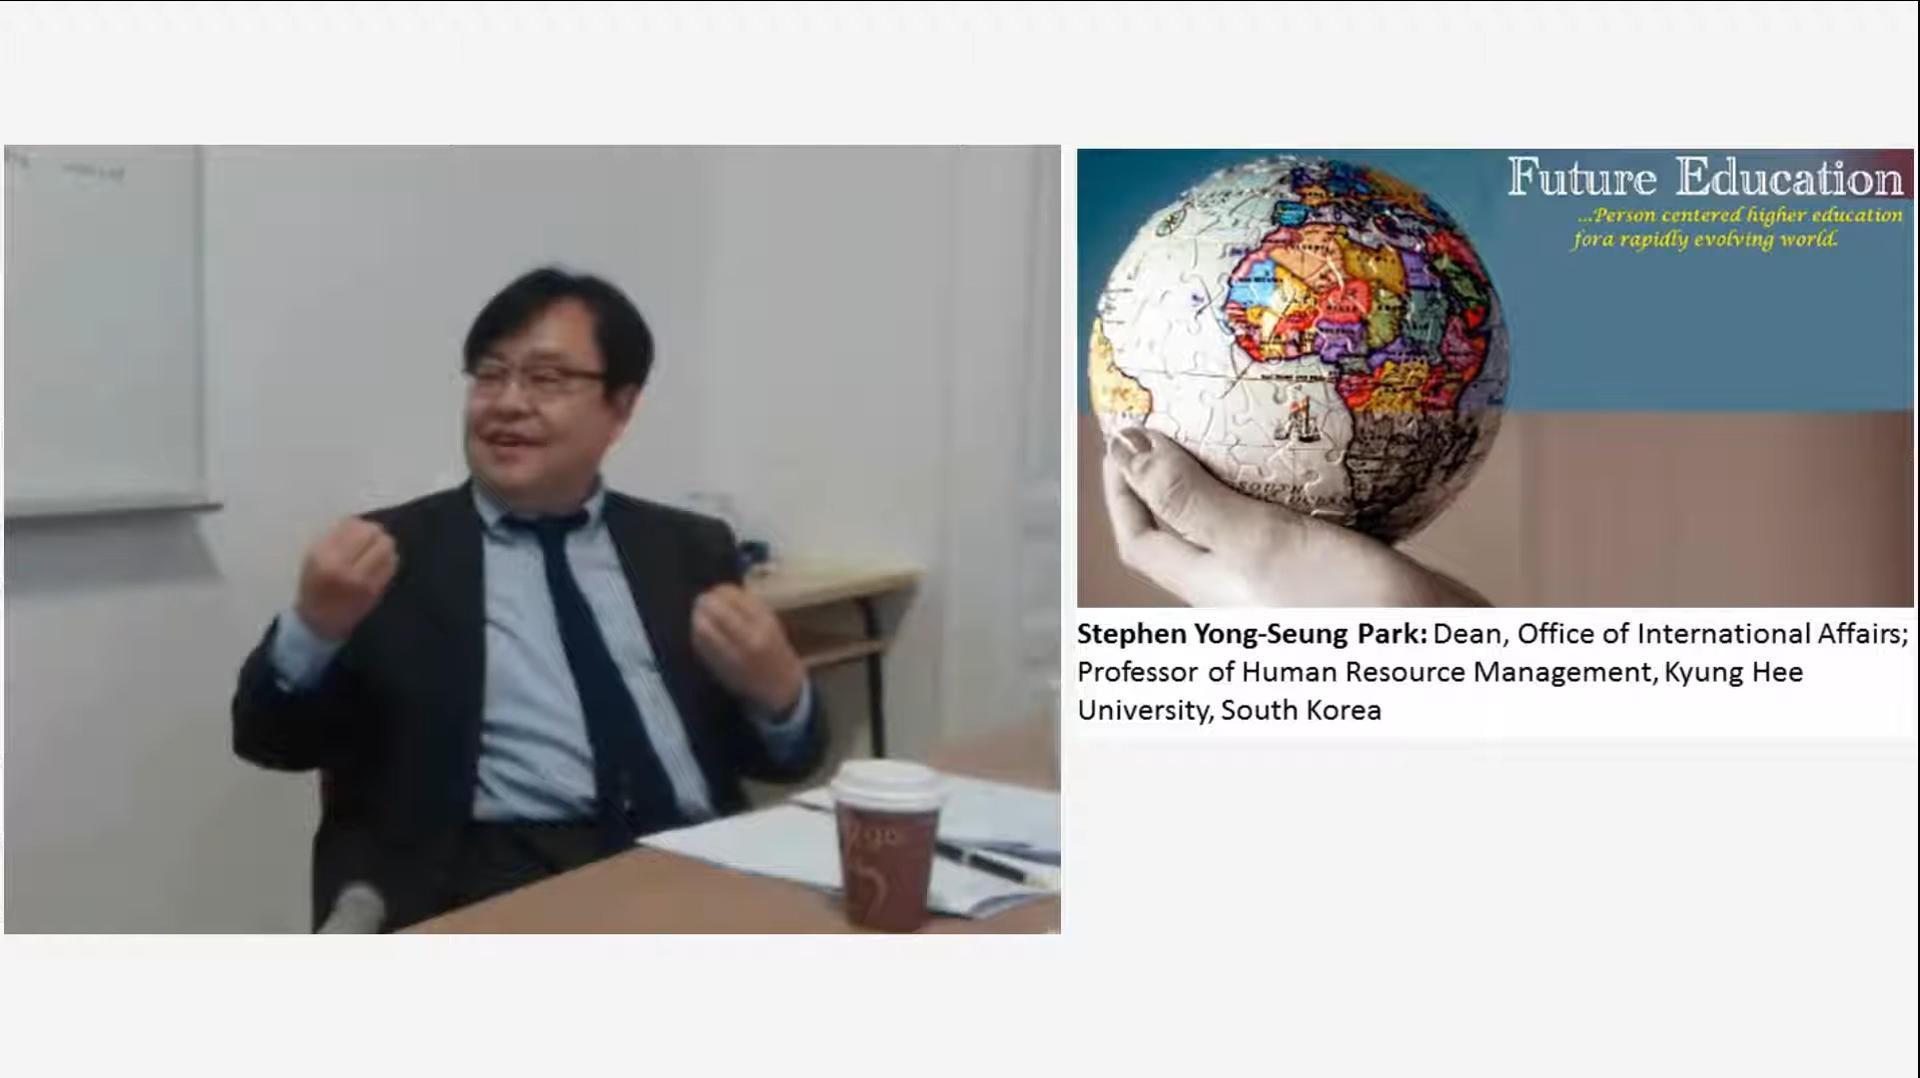 Future Education
...Person centered higher education
fora rapidly evolving world.
Stephen Yong-Seung Park: Dean, Office of International Affairs;
Professor of Human Resource Management, Kyung Hee
University, South Korea